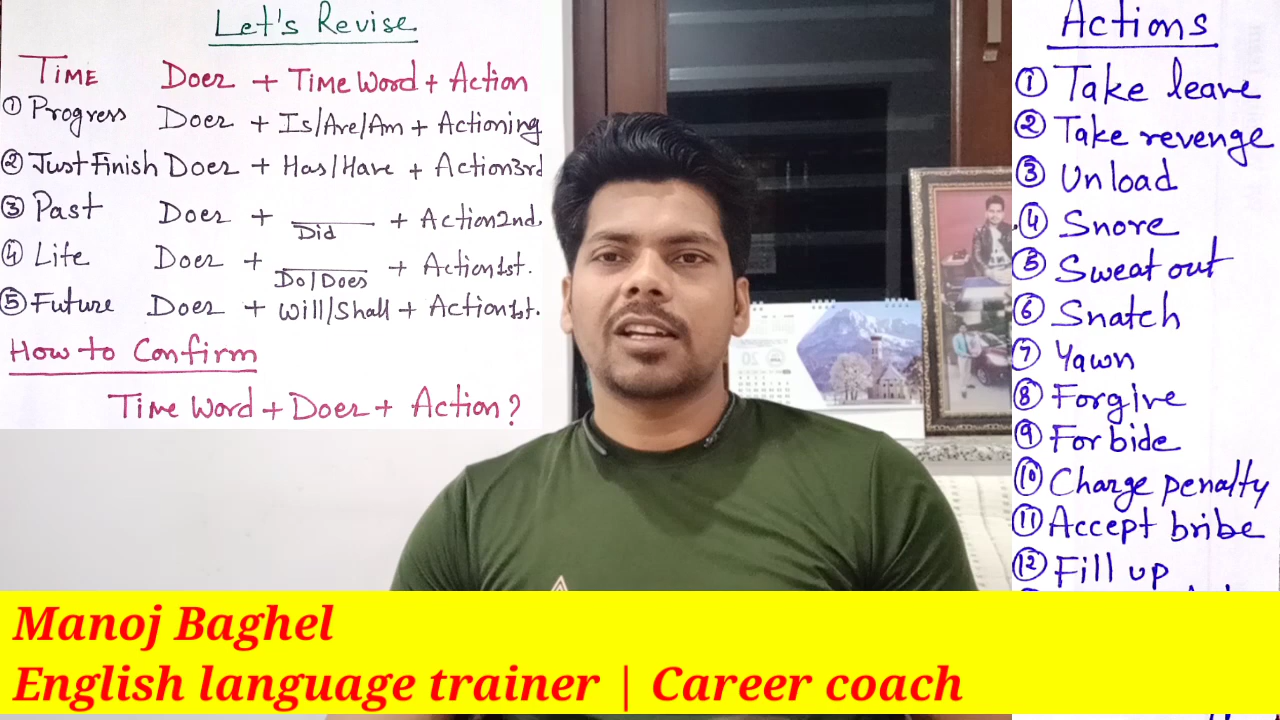 Let's Revise
TIME Doer + Time Word + Action
① Progress Doer + Is/Are/Am + Actioning
② Just Finish Doer + Has/Have + Action3rd
③ Past Doer + ___ + Action2nd.
Did
④ Life Doer + ___ + Action1st.
Do/Does
⑤ Future Doer + Will/Shall + Action1st.
How to Confirm
Time Word + Doer + Action?
Actions
① Take leave
② Take revenge
③ Unload
④ Snore
⑤ Sweat out
⑥ Snatch
⑦ Yawn
⑧ Forgive
⑨ Forbide
⑩ Charge penalty
⑪ Accept bribe
⑫ Fill up
20
Manoj Baghel
English language trainer | Career coach